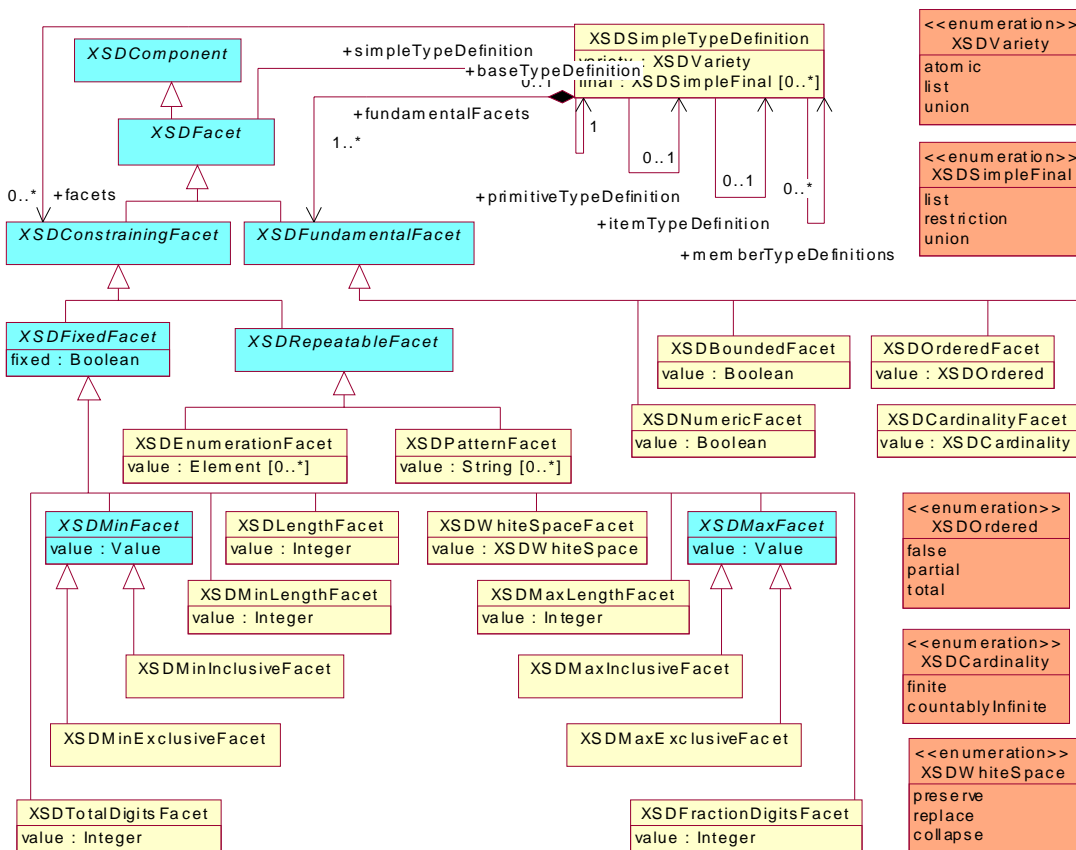 XSDComponent
XSDFacet
XSDConstrainingFacet
XSDFundamentalFacet
+simpleTypeDefinition
+baseTypeDefinition
0..1
+fundamentalFacets
1..*
0..*
+facets
XSDSimpleTypeDefinition
variety : XSDVariety
final : XSDSimpleFinal [0..*]
1
0..1
0..1
0..*
+primitiveTypeDefinition
+itemTypeDefinition
+memberTypeDefinitions
<<enumeration>>
XSDVariety
atomic
list
union
<<enumeration>>
XSDSimpleFinal
list
restriction
union
XSDFixedFacet
fixed : Boolean
XSDRepeatableFacet
XSDBoundedFacet
value : Boolean
XSDOrderedFacet
value : XSDOrdered
XSDNumericFacet
value : Boolean
XSDCardinalityFacet
value : XSDCardinality
XSDEnumerationFacet
value : Element [0..*]
XSDPatternFacet
value : String [0..*]
XSDMinFacet
value : Value
XSDLengthFacet
value : Integer
XSDWhiteSpaceFacet
value : XSDWhiteSpace
XSDMaxFacet
value : Value
XSDMinLengthFacet
value : Integer
XSDMaxLengthFacet
value : Integer
XSDMinInclusiveFacet
XSDMaxInclusiveFacet
XSDMinExclusiveFacet
XSDMaxExclusiveFacet
XSDTotalDigitsFacet
value : Integer
XSDFractionDigitsFacet
value : Integer
<<enumeration>>
XSDOrdered
false
partial
total
<<enumeration>>
XSDCardinality
finite
countablyInfinite
<<enumeration>>
XSDWhiteSpace
preserve
replace
collapse